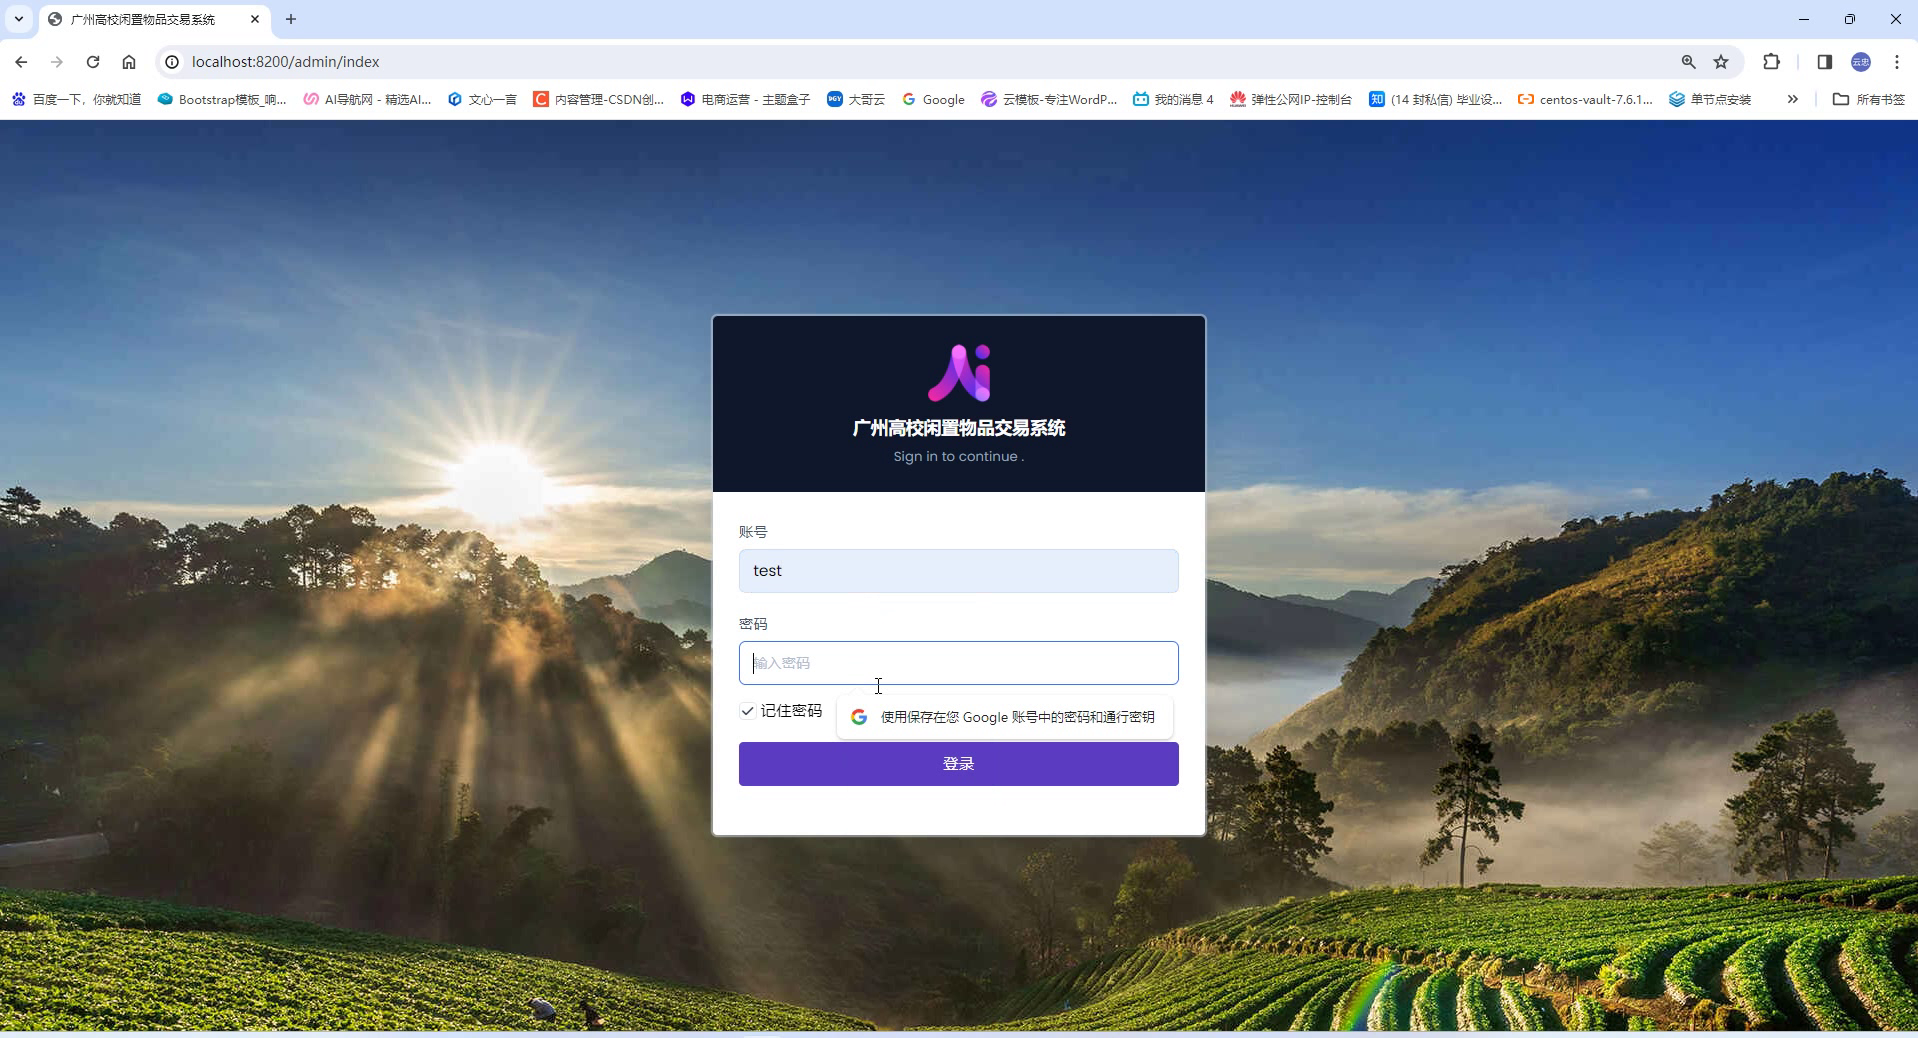 广州高校闲置物品交易系统
localhost:8200/admin/index
云忠
百度一下，你就知道
Bootstrap模板_响...
AI导航网 - 精选AI...
文心一言
内容管理-CSDN创...
电商运营 - 主题盒子
DGY
大哥云
Google
云模板-专注WordP...
我的消息 4
弹性公网IP-控制台
知
(14 封私信) 毕业设...
centos-vault-7.6.1...
单节点安装
所有书签
广州高校闲置物品交易系统
Sign in to continue .
账号
test
密码
输入密码
记住密码
使用保存在您 Google 账号中的密码和通行密钥
登录